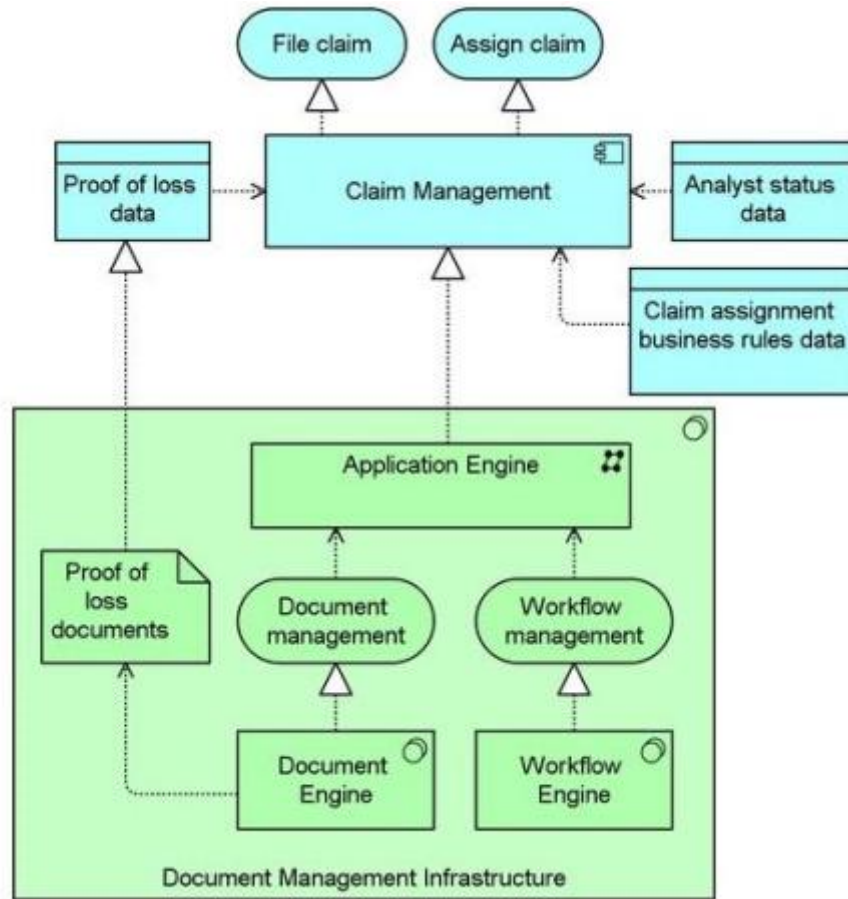 File claim
Assign claim
Proof of loss
data
Claim Management
Analyst status
data
Claim assignment
business rules data
Application Engine
Proof of
loss
documents
Document
management
Workflow
management
Document
Engine
Workflow
Engine
Document Management Infrastructure